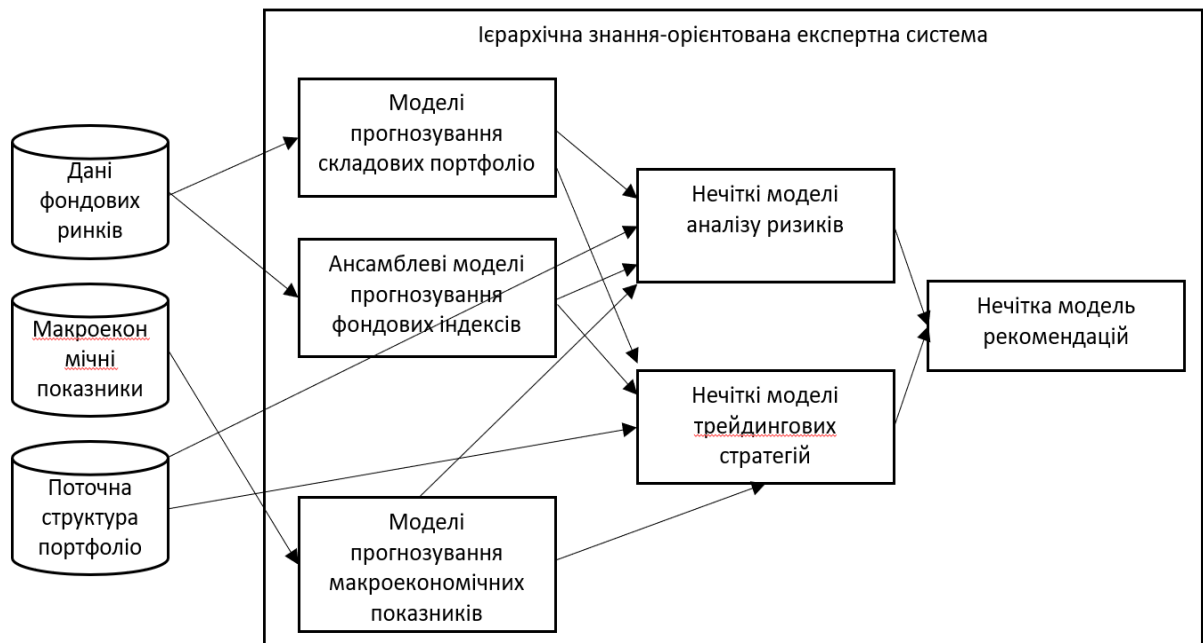 Ієрархічна знання-орієнтована експертна система
Дані
фондових
ринків
Макроекон
мічні
показники
Поточна
структура
портфоліо
Моделі
прогнозування
складових портфоліо
Ансамблеві моделі
прогнозування
фондових індексів
Моделі
прогнозування
макроекономічних
показників
Нечіткі моделі
аналізу ризиків
Нечіткі моделі
трейдингових
стратегій
Нечітка модель
рекомендацій